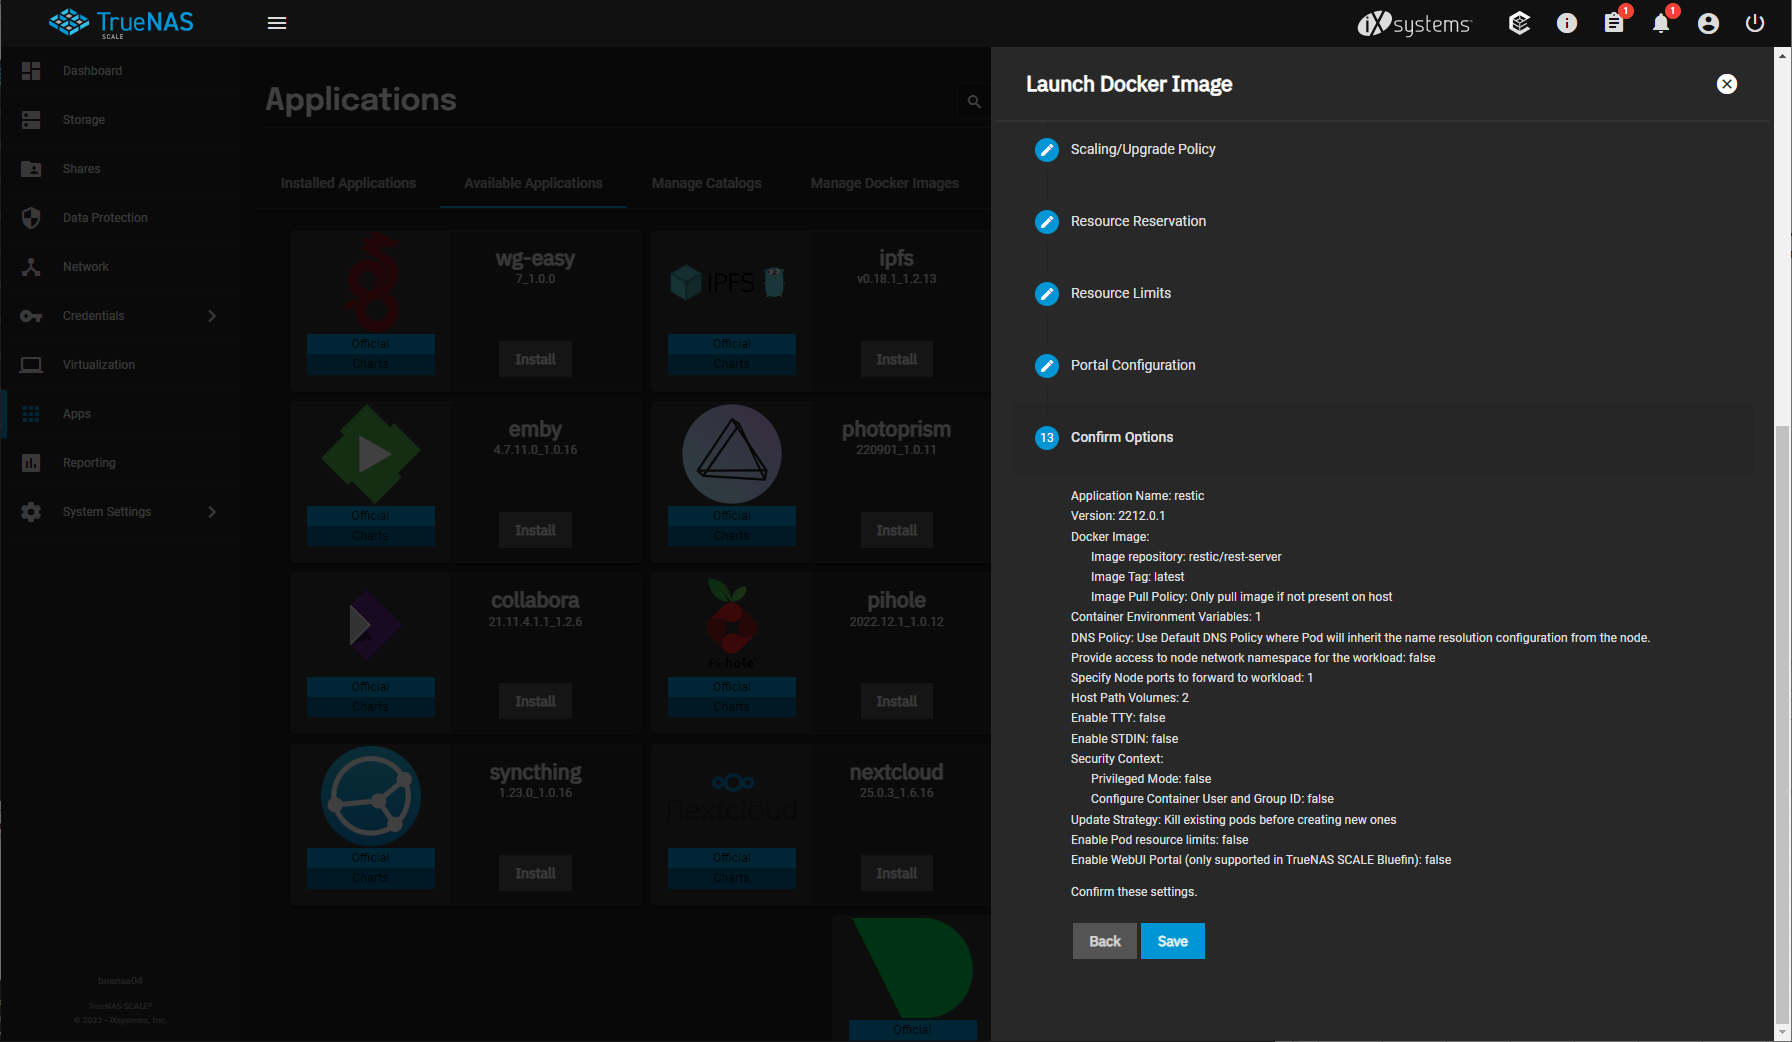 TrueNAS
SCALE
iXsystems
1
1
Dashboard
Storage
Shares
Data Protection
Network
Credentials
Virtualization
Apps
Reporting
System Settings
bnenas04
TrueNAS SCALE®
© 2022 - iXsystems, Inc.
Applications
Installed Applications
Available Applications
Manage Catalogs
Manage Docker Images
wg-easy
7_1.0.0
Official
Charts
Install
IPFS
ipfs
v0.18.1_1.2.13
Official
Charts
Install
emby
4.7.11.0_1.0.16
Official
Charts
Install
photoprism
220901_1.0.11
Official
Charts
Install
collabora
21.11.4.1.1_1.2.6
Official
Charts
Install
Pi-hole
pihole
2022.12.1_1.0.12
Official
Charts
Install
syncthing
1.23.0_1.0.16
Official
Charts
Install
Nextcloud
nextcloud
25.0.3_1.6.16
Official
Charts
Install
Official
Launch Docker Image
Scaling/Upgrade Policy
Resource Reservation
Resource Limits
Portal Configuration
13 Confirm Options
Application Name: restic
Version: 2212.0.1
Docker Image:
Image repository: restic/rest-server
Image Tag: latest
Image Pull Policy: Only pull image if not present on host
Container Environment Variables: 1
DNS Policy: Use Default DNS Policy where Pod will inherit the name resolution configuration from the node.
Provide access to node network namespace for the workload: false
Specify Node ports to forward to workload: 1
Host Path Volumes: 2
Enable TTY: false
Enable STDIN: false
Security Context:
Privileged Mode: false
Configure Container User and Group ID: false
Update Strategy: Kill existing pods before creating new ones
Enable Pod resource limits: false
Enable WebUI Portal (only supported in TrueNAS SCALE Bluefin): false
Confirm these settings.
Back
Save